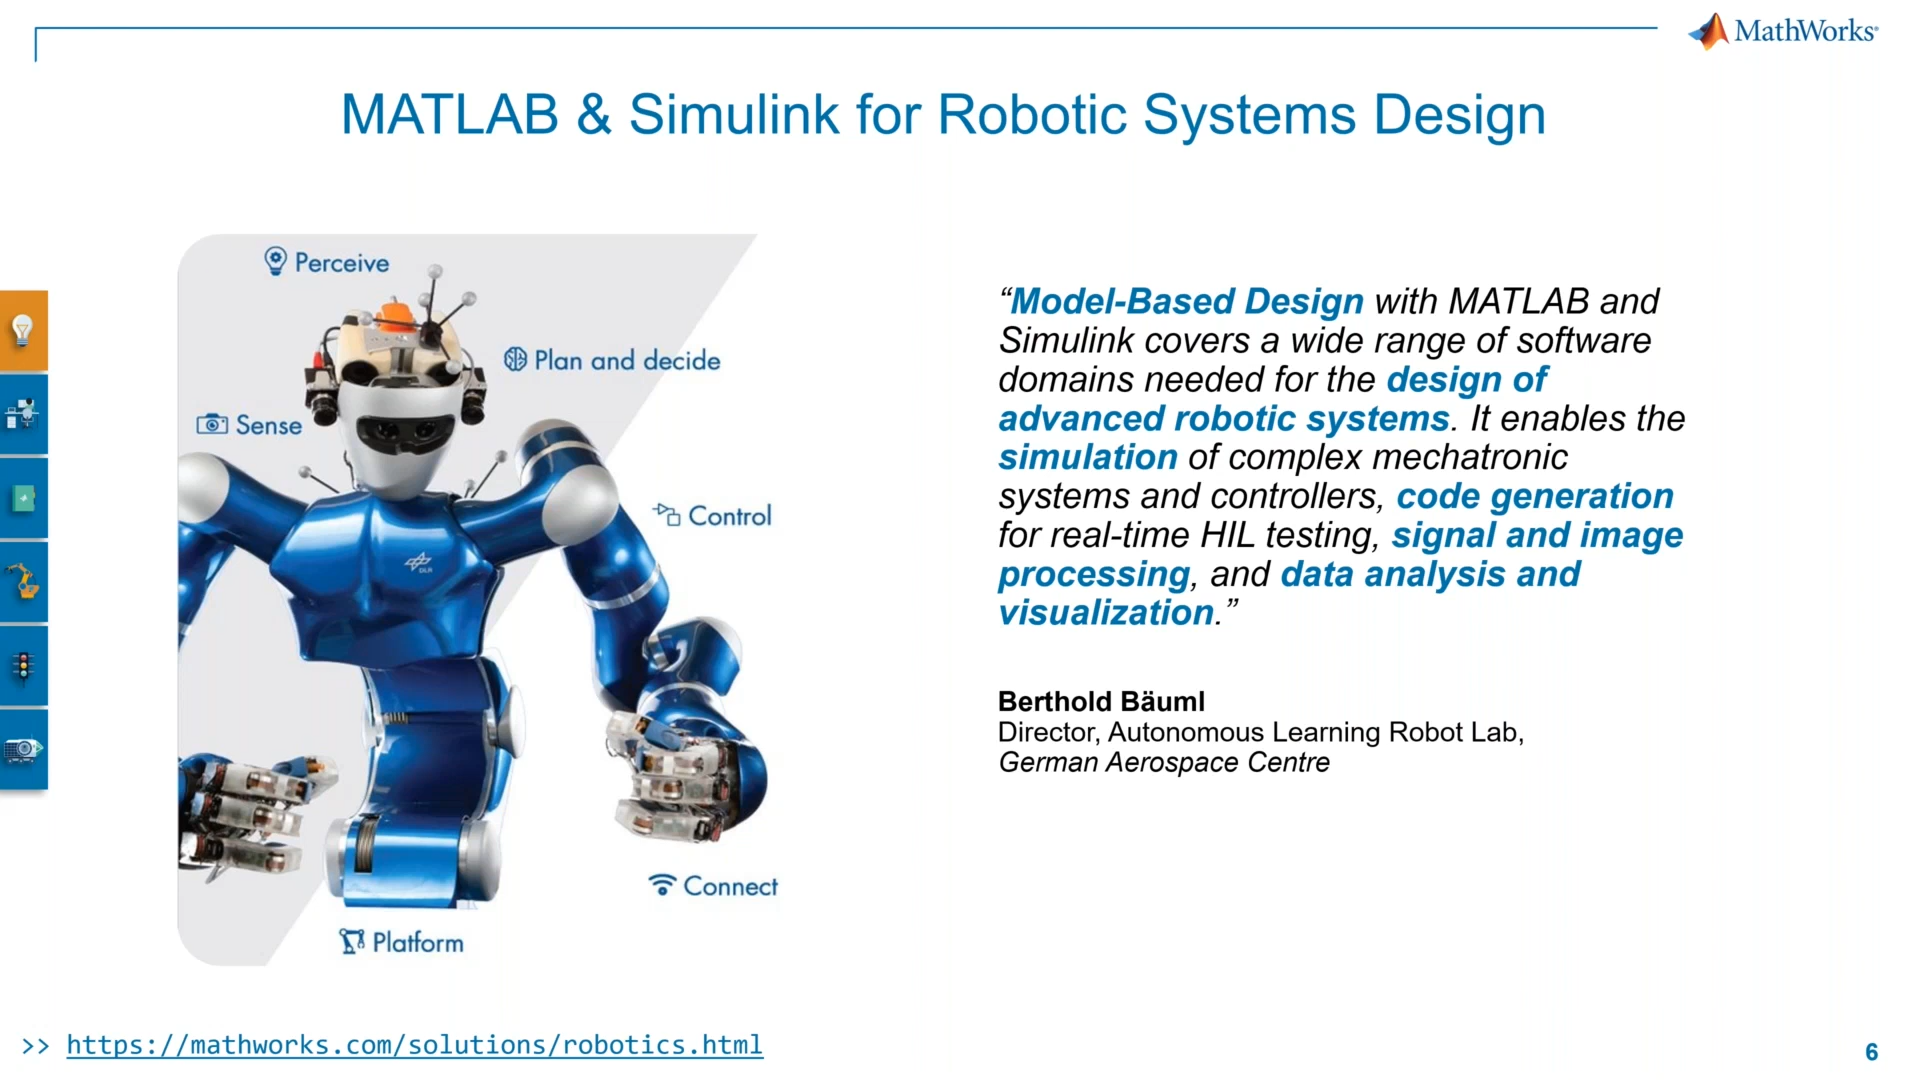 MathWorks®
MATLAB & Simulink for Robotic Systems Design
Perceive
Plan and decide
Sense
Control
DLR
Connect
Platform
“Model-Based Design with MATLAB and
Simulink covers a wide range of software
domains needed for the design of
advanced robotic systems. It enables the
simulation of complex mechatronic
systems and controllers, code generation
for real-time HIL testing, signal and image
processing, and data analysis and
visualization.”
Berthold Bäuml
Director, Autonomous Learning Robot Lab,
German Aerospace Centre
>> https://mathworks.com/solutions/robotics.html
6